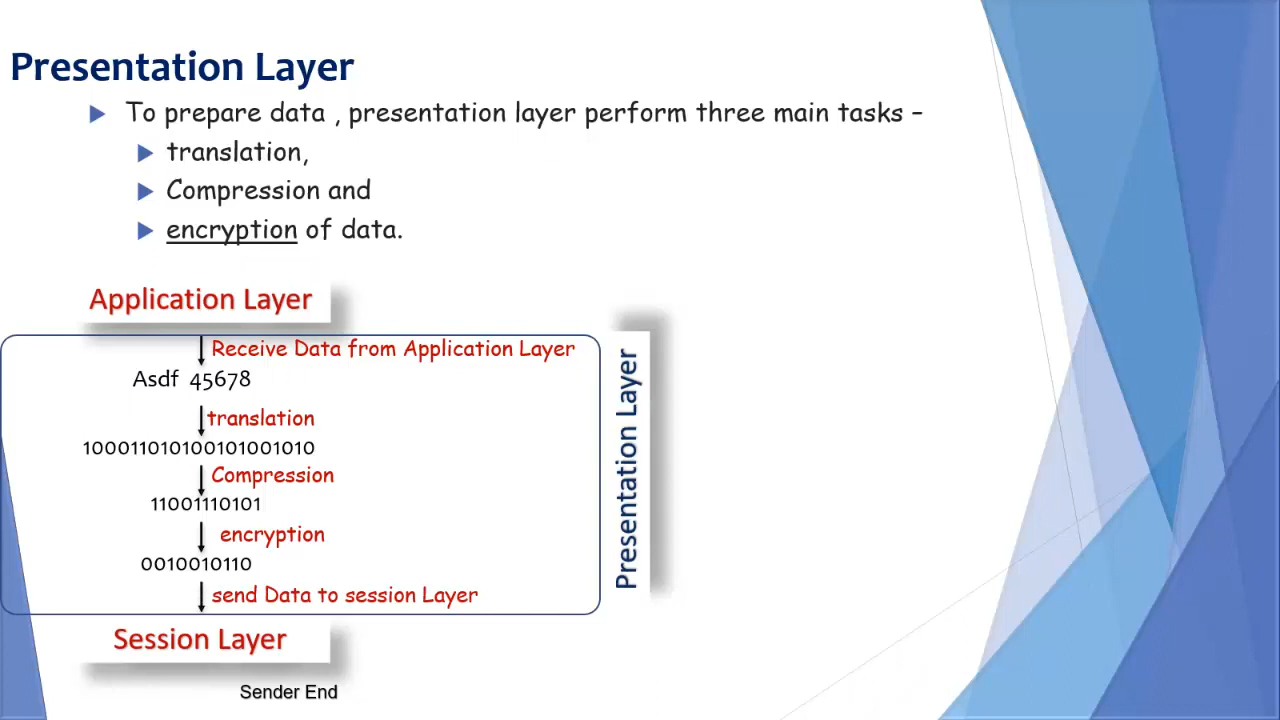 Presentation Layer
To prepare data , presentation layer perform three main tasks –
translation,
Compression and
encryption of data.
Application Layer
Receive Data from Application Layer
Asdf 45678
translation
1000110101001010010​10
Compression
11001110101
encryption
0010010110
send Data to session Layer
Session Layer
Sender End
Presentation Layer